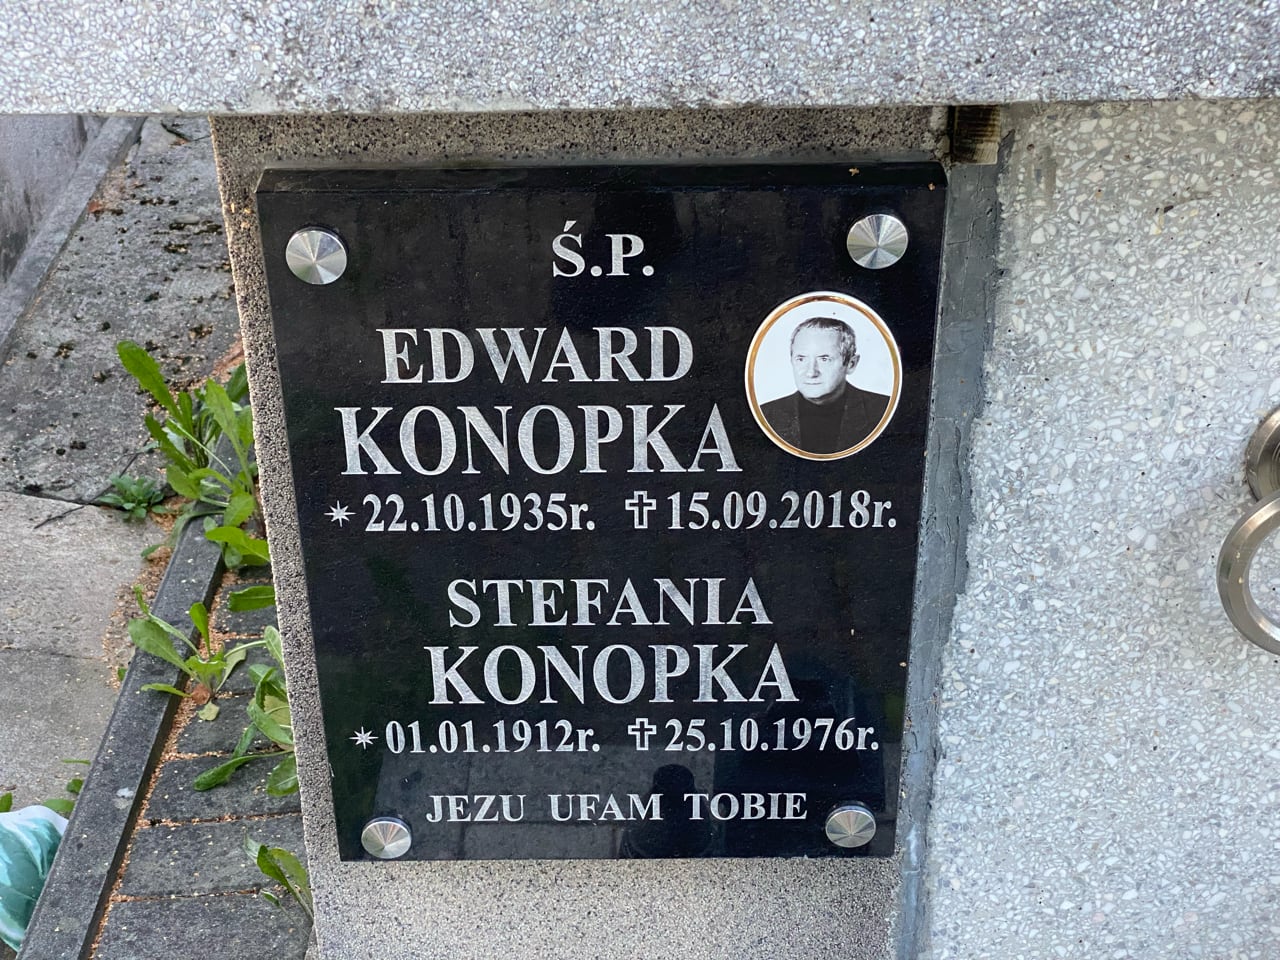 Ś.P.
EDWARD
KONOPKA
22.10.1935r. ✝ 15.09.2018r.
STEFANIA
KONOPKA
01.01.1912r. ✝ 25.10.1976r.
JEZU UFAM TOBIE